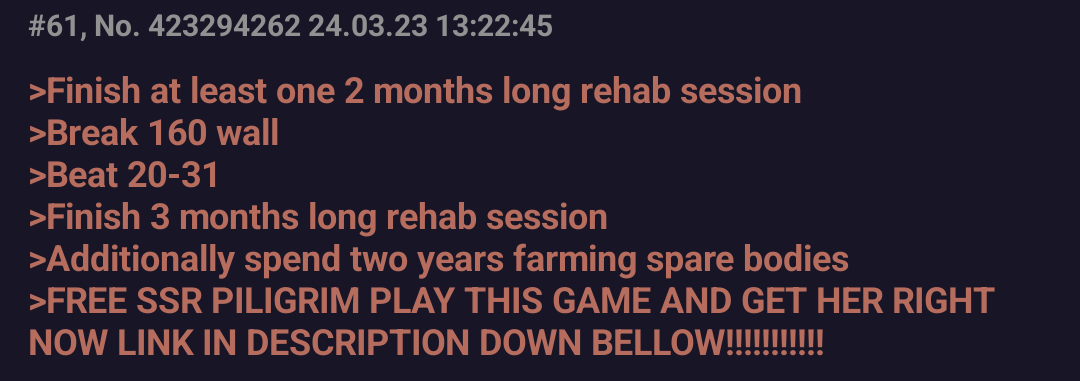 #61, No. 423294262 24.03.23 13:22:45
>Finish at least one 2 months long rehab session
>Break 160 wall
>Beat 20-31
>Finish 3 months long rehab session
>Additionally spend two years farming spare bodies
>FREE SSR PILIGRIM PLAY THIS GAME AND GET HER RIGHT
NOW LINK IN DESCRIPTION DOWN BELLOW!!!!!!!!!!!